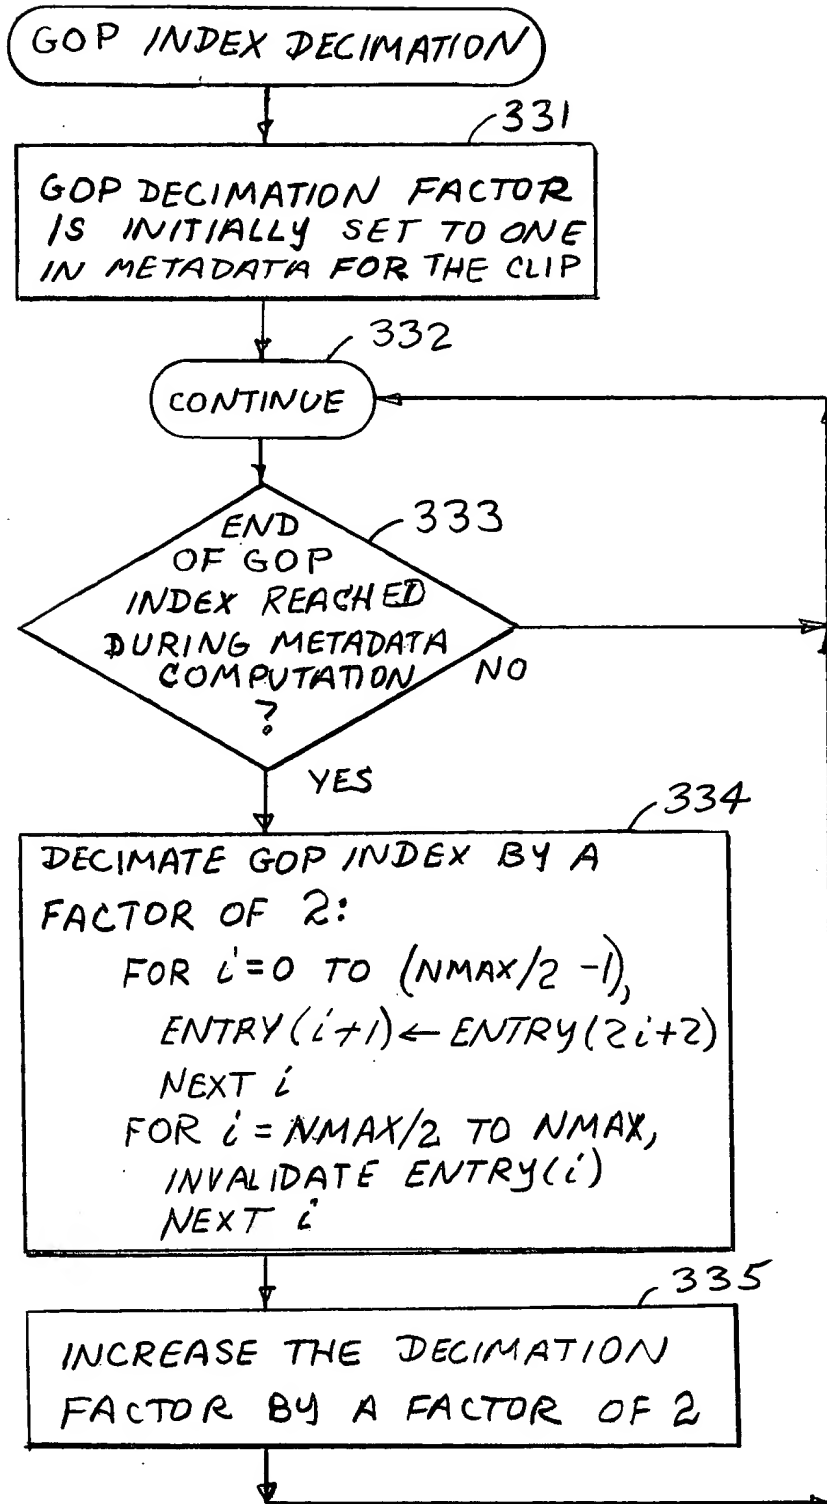 GOP INDEX DECIMATION
331
GOP DECIMATION FACTOR
IS INITIALLY SET TO ONE
IN METADATA FOR THE CLIP
332
CONTINUE
333
END
OF GOP
INDEX REACHED
DURING METADATA
COMPUTATION
?
NO
YES
334
DECIMATE GOP INDEX BY A
FACTOR OF 2:
FOR i=0 TO (NMAX/2 -1),
ENTRY(i+1)←ENTRY(2i+2)
NEXT i
FOR i=NMAX/2 TO NMAX,
INVALIDATE ENTRY(i)
NEXT i
335
INCREASE THE DECIMATION
FACTOR BY A FACTOR OF 2